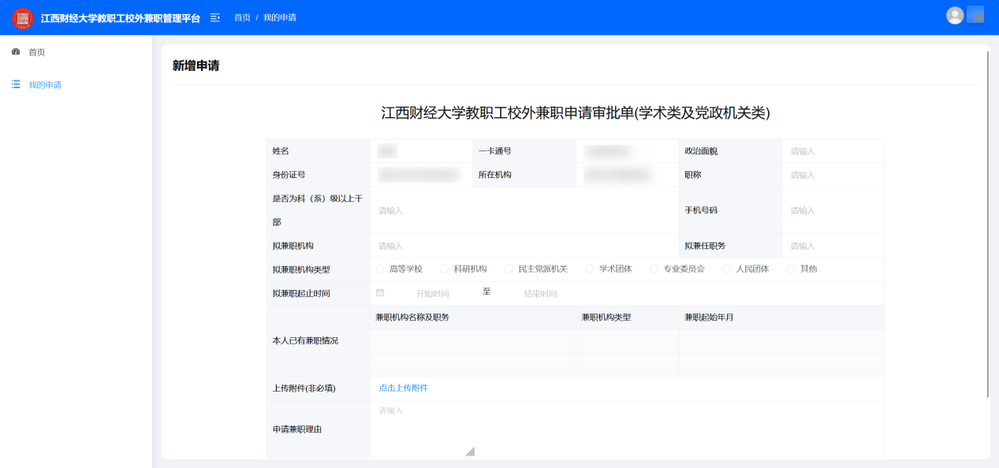 江西财经大学教职工校外兼职管理平台 首页 / 我的申请
首页
我的申请
新增申请
江西财经大学教职工校外兼职申请审批单(学术类及党政机关类)
姓名 一卡通号 政治面貌 请输入
身份证号 所在机构 职称 请输入
是否为科（系）级以上干
部
请输入 手机号码 请输入
拟兼职机构 请输入 拟兼任职务 请输入
拟兼职机构类型 高等学校 科研机构 民主党派机关 学术团体 专业委员会 人民团体 其他
拟兼职起止时间 开始时间 至 结束时间
兼职机构名称及职务 兼职机构类型 兼职起始年月
本人已有兼职情况
上传附件(非必填) 点击上传附件
请输入
申请兼职理由